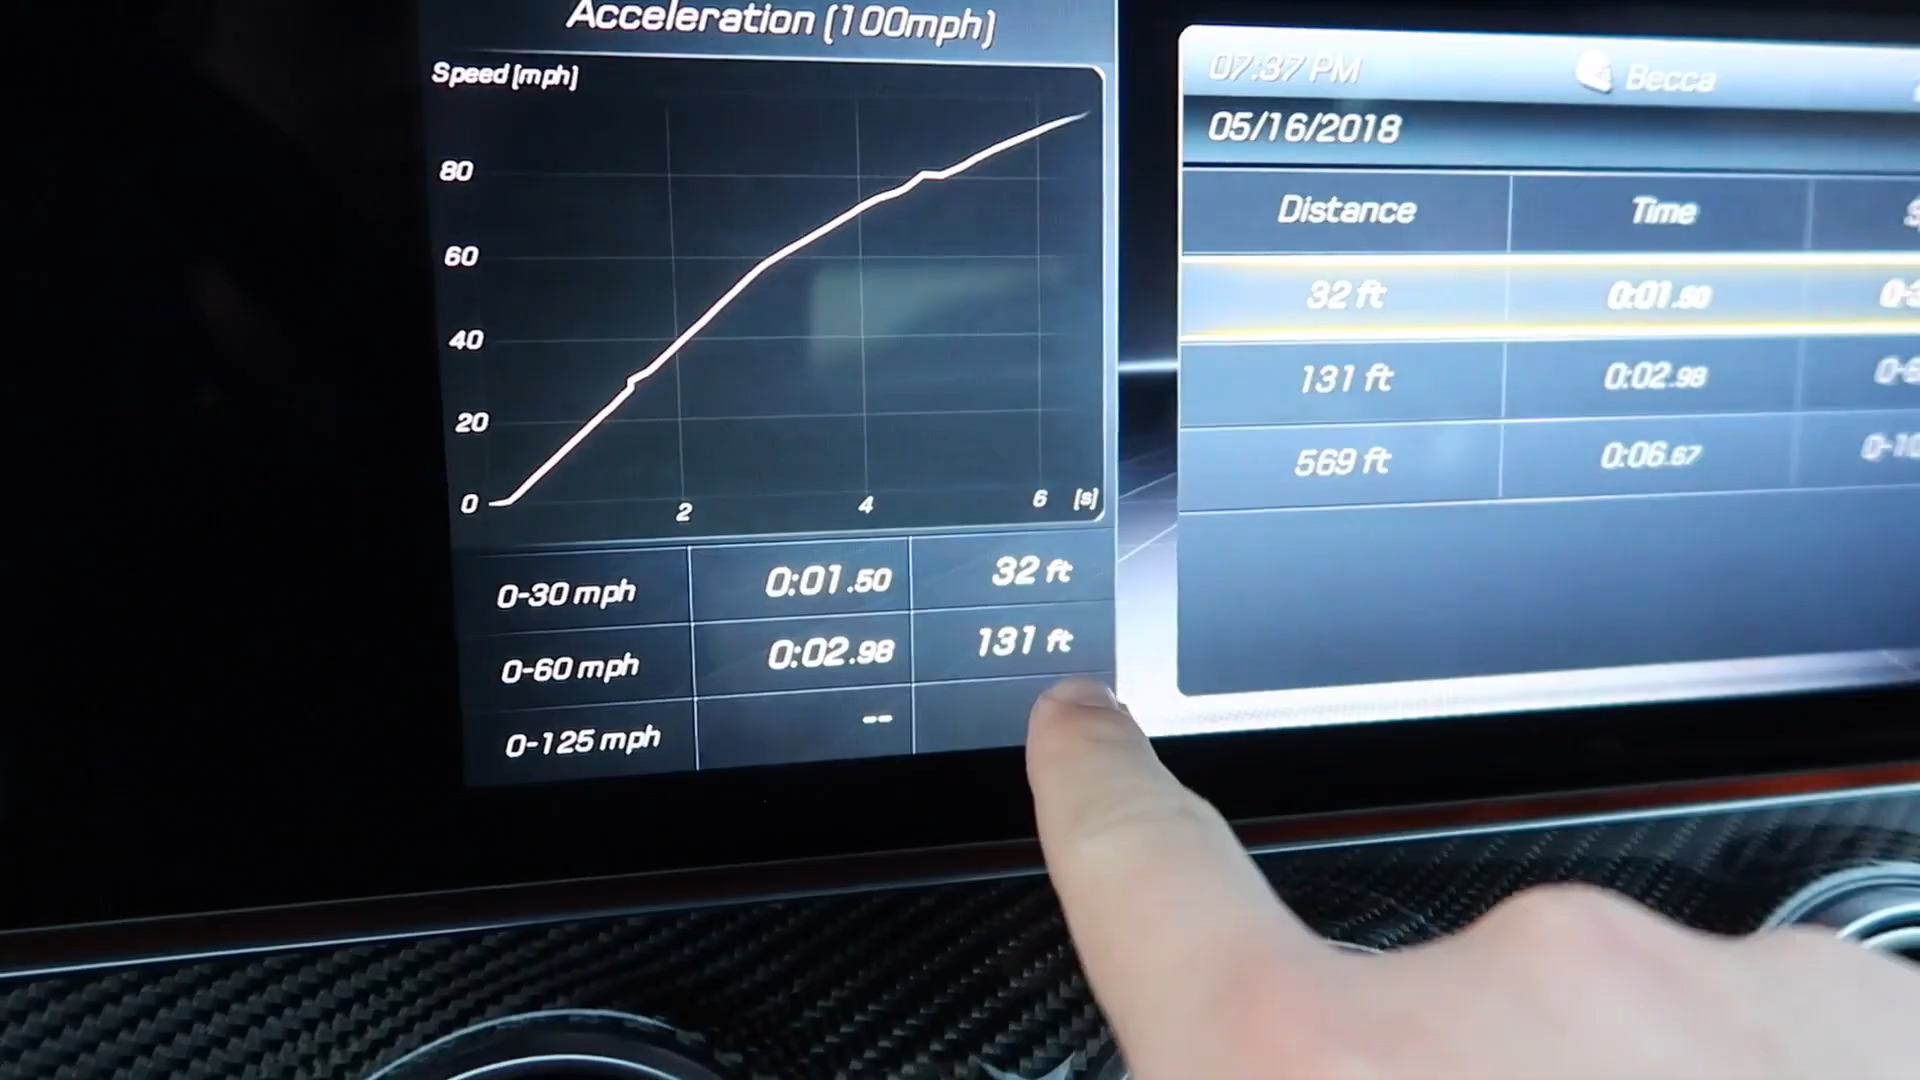 Acceleration (100mph)
Speed [mph]
80
60
40
20
0
2 4 6 [s]
0-30 mph 0:01.50 32 ft
0-60 mph 0:02.98 131 ft
0-125 mph --
07:37 PM Becca
05/16/2018
Distance Time
32 ft 0:01.50
131 ft 0:02.98
569 ft 0:06.67